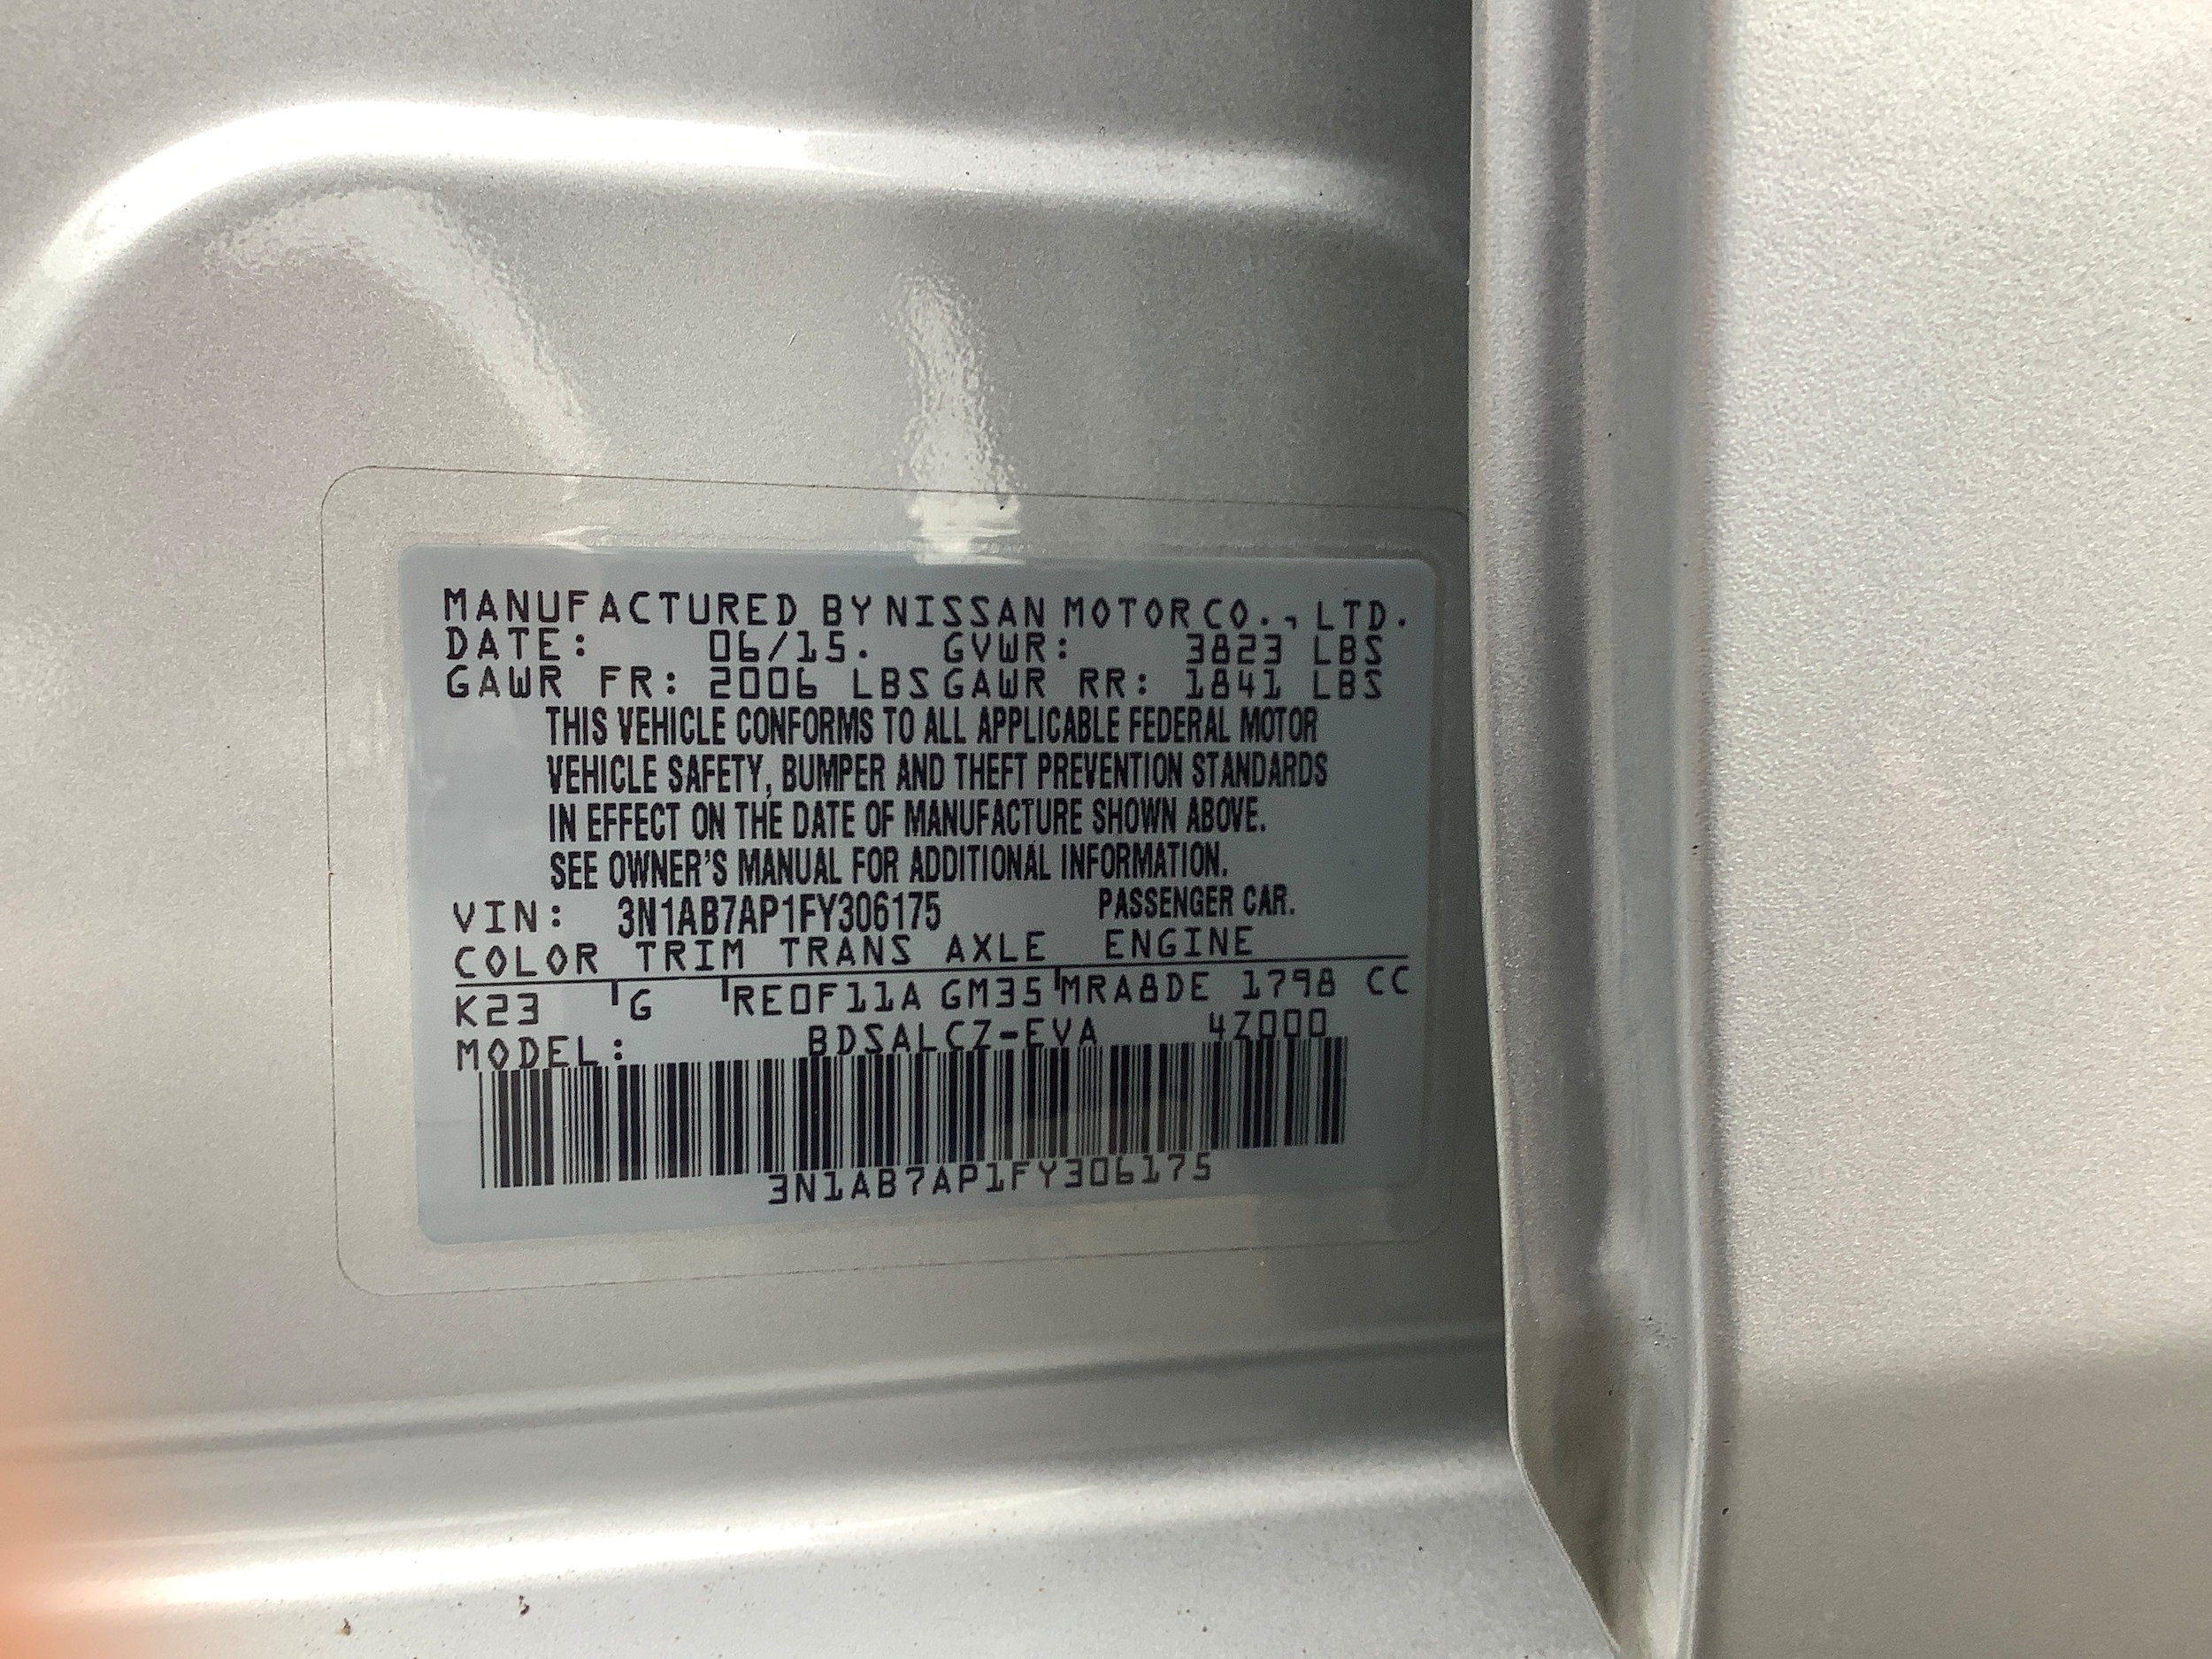 MANUFACTURED BY NISSAN MOTOR CO., LTD.
DATE: 06/15. GVWR: 3823 LBS
GAWR FR: 2006 LBS GAWR RR: 1841 LBS
THIS VEHICLE CONFORMS TO ALL APPLICABLE FEDERAL MOTOR
VEHICLE SAFETY, BUMPER AND THEFT PREVENTION STANDARDS
IN EFFECT ON THE DATE OF MANUFACTURE SHOWN ABOVE.
SEE OWNER'S MANUAL FOR ADDITIONAL INFORMATION.
VIN: 3N1AB7AP1FY306175 PASSENGER CAR.
COLOR TRIM TRANS AXLE ENGINE
K23 G RE0F11A GM35 MRA8DE 1798 CC
MODEL: BDSALCZ-EVA 4Z000
3N1AB7AP1FY306175